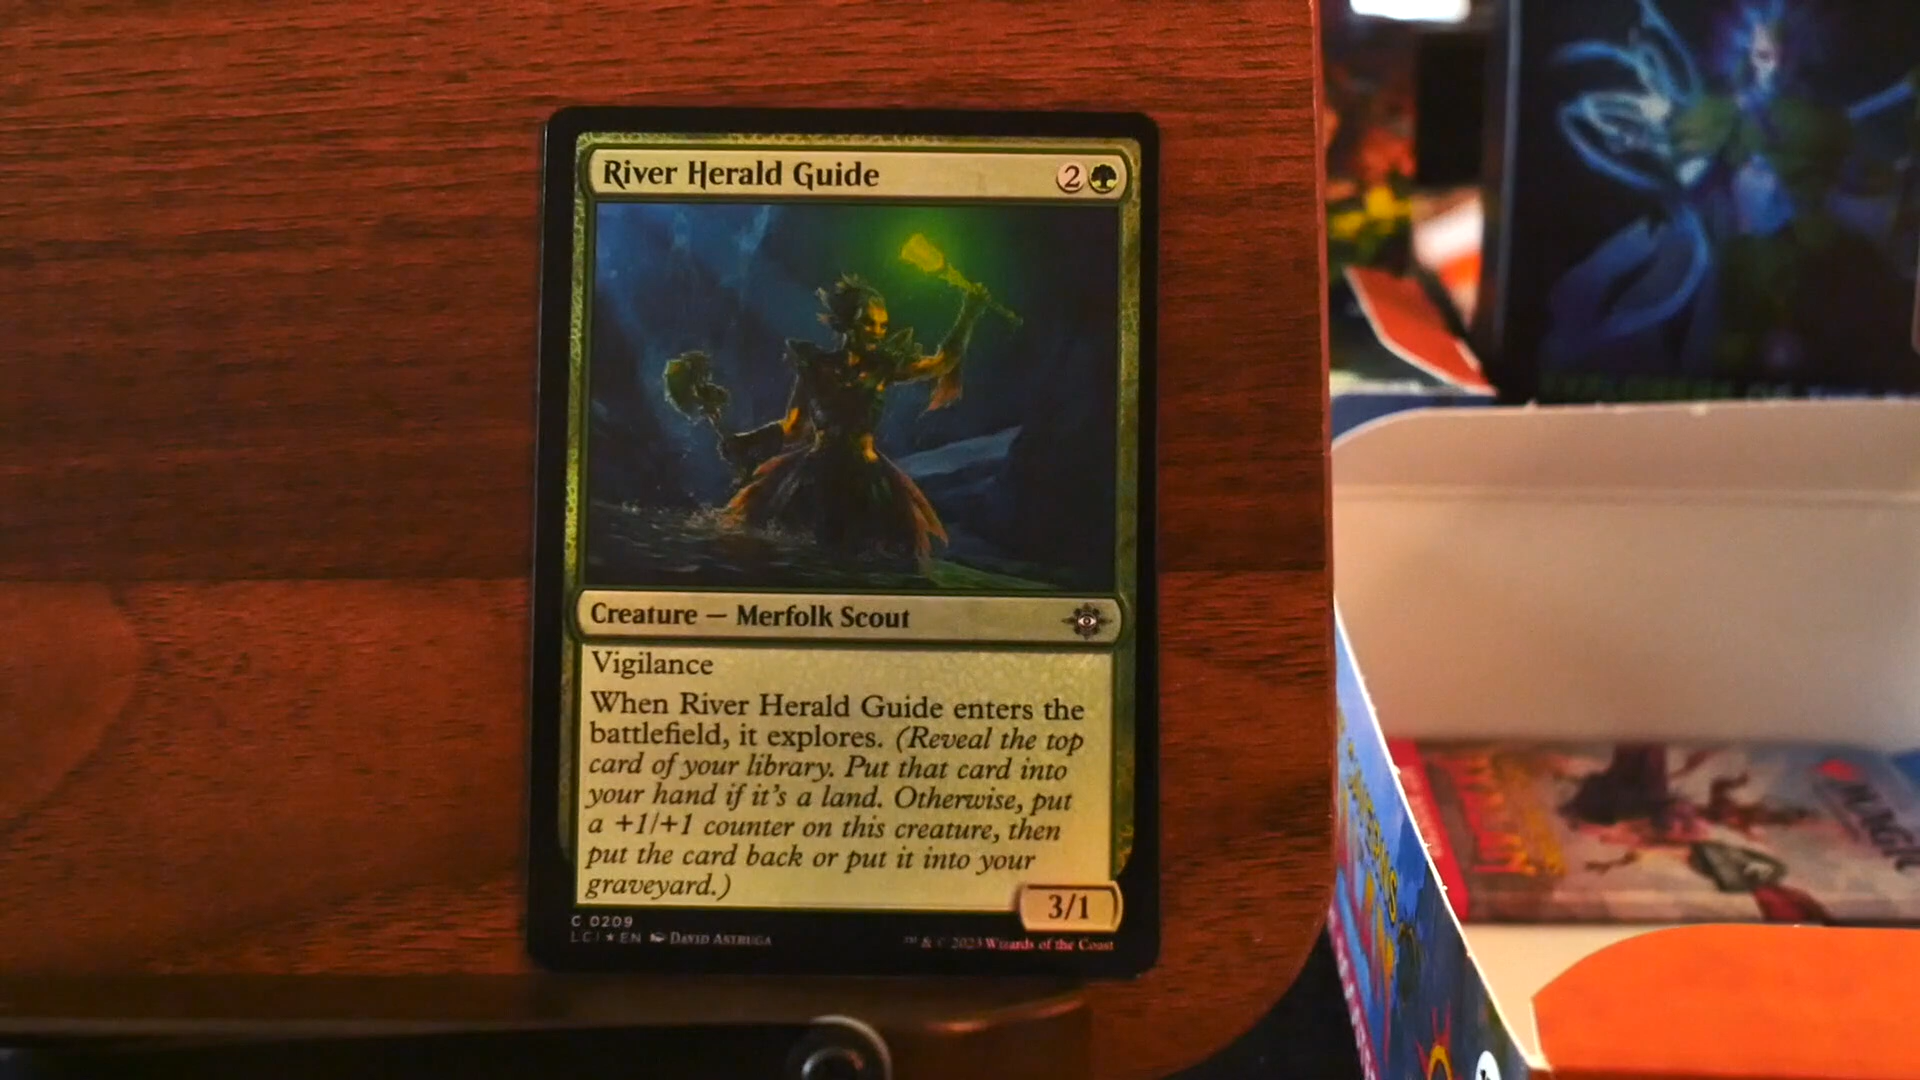 River Herald Guide 2
Creature — Merfolk Scout
Vigilance
When River Herald Guide enters the
battlefield, it explores. (Reveal the top
card of your library. Put that card into
your hand if it's a land. Otherwise, put
a +1/+1 counter on this creature, then
put the card back or put it into your
graveyard.)
3/1
C 0209
LCI ★ EN DAVID ASTRUGA
™ & © 2023 Wizards of the Coast
MAGIC